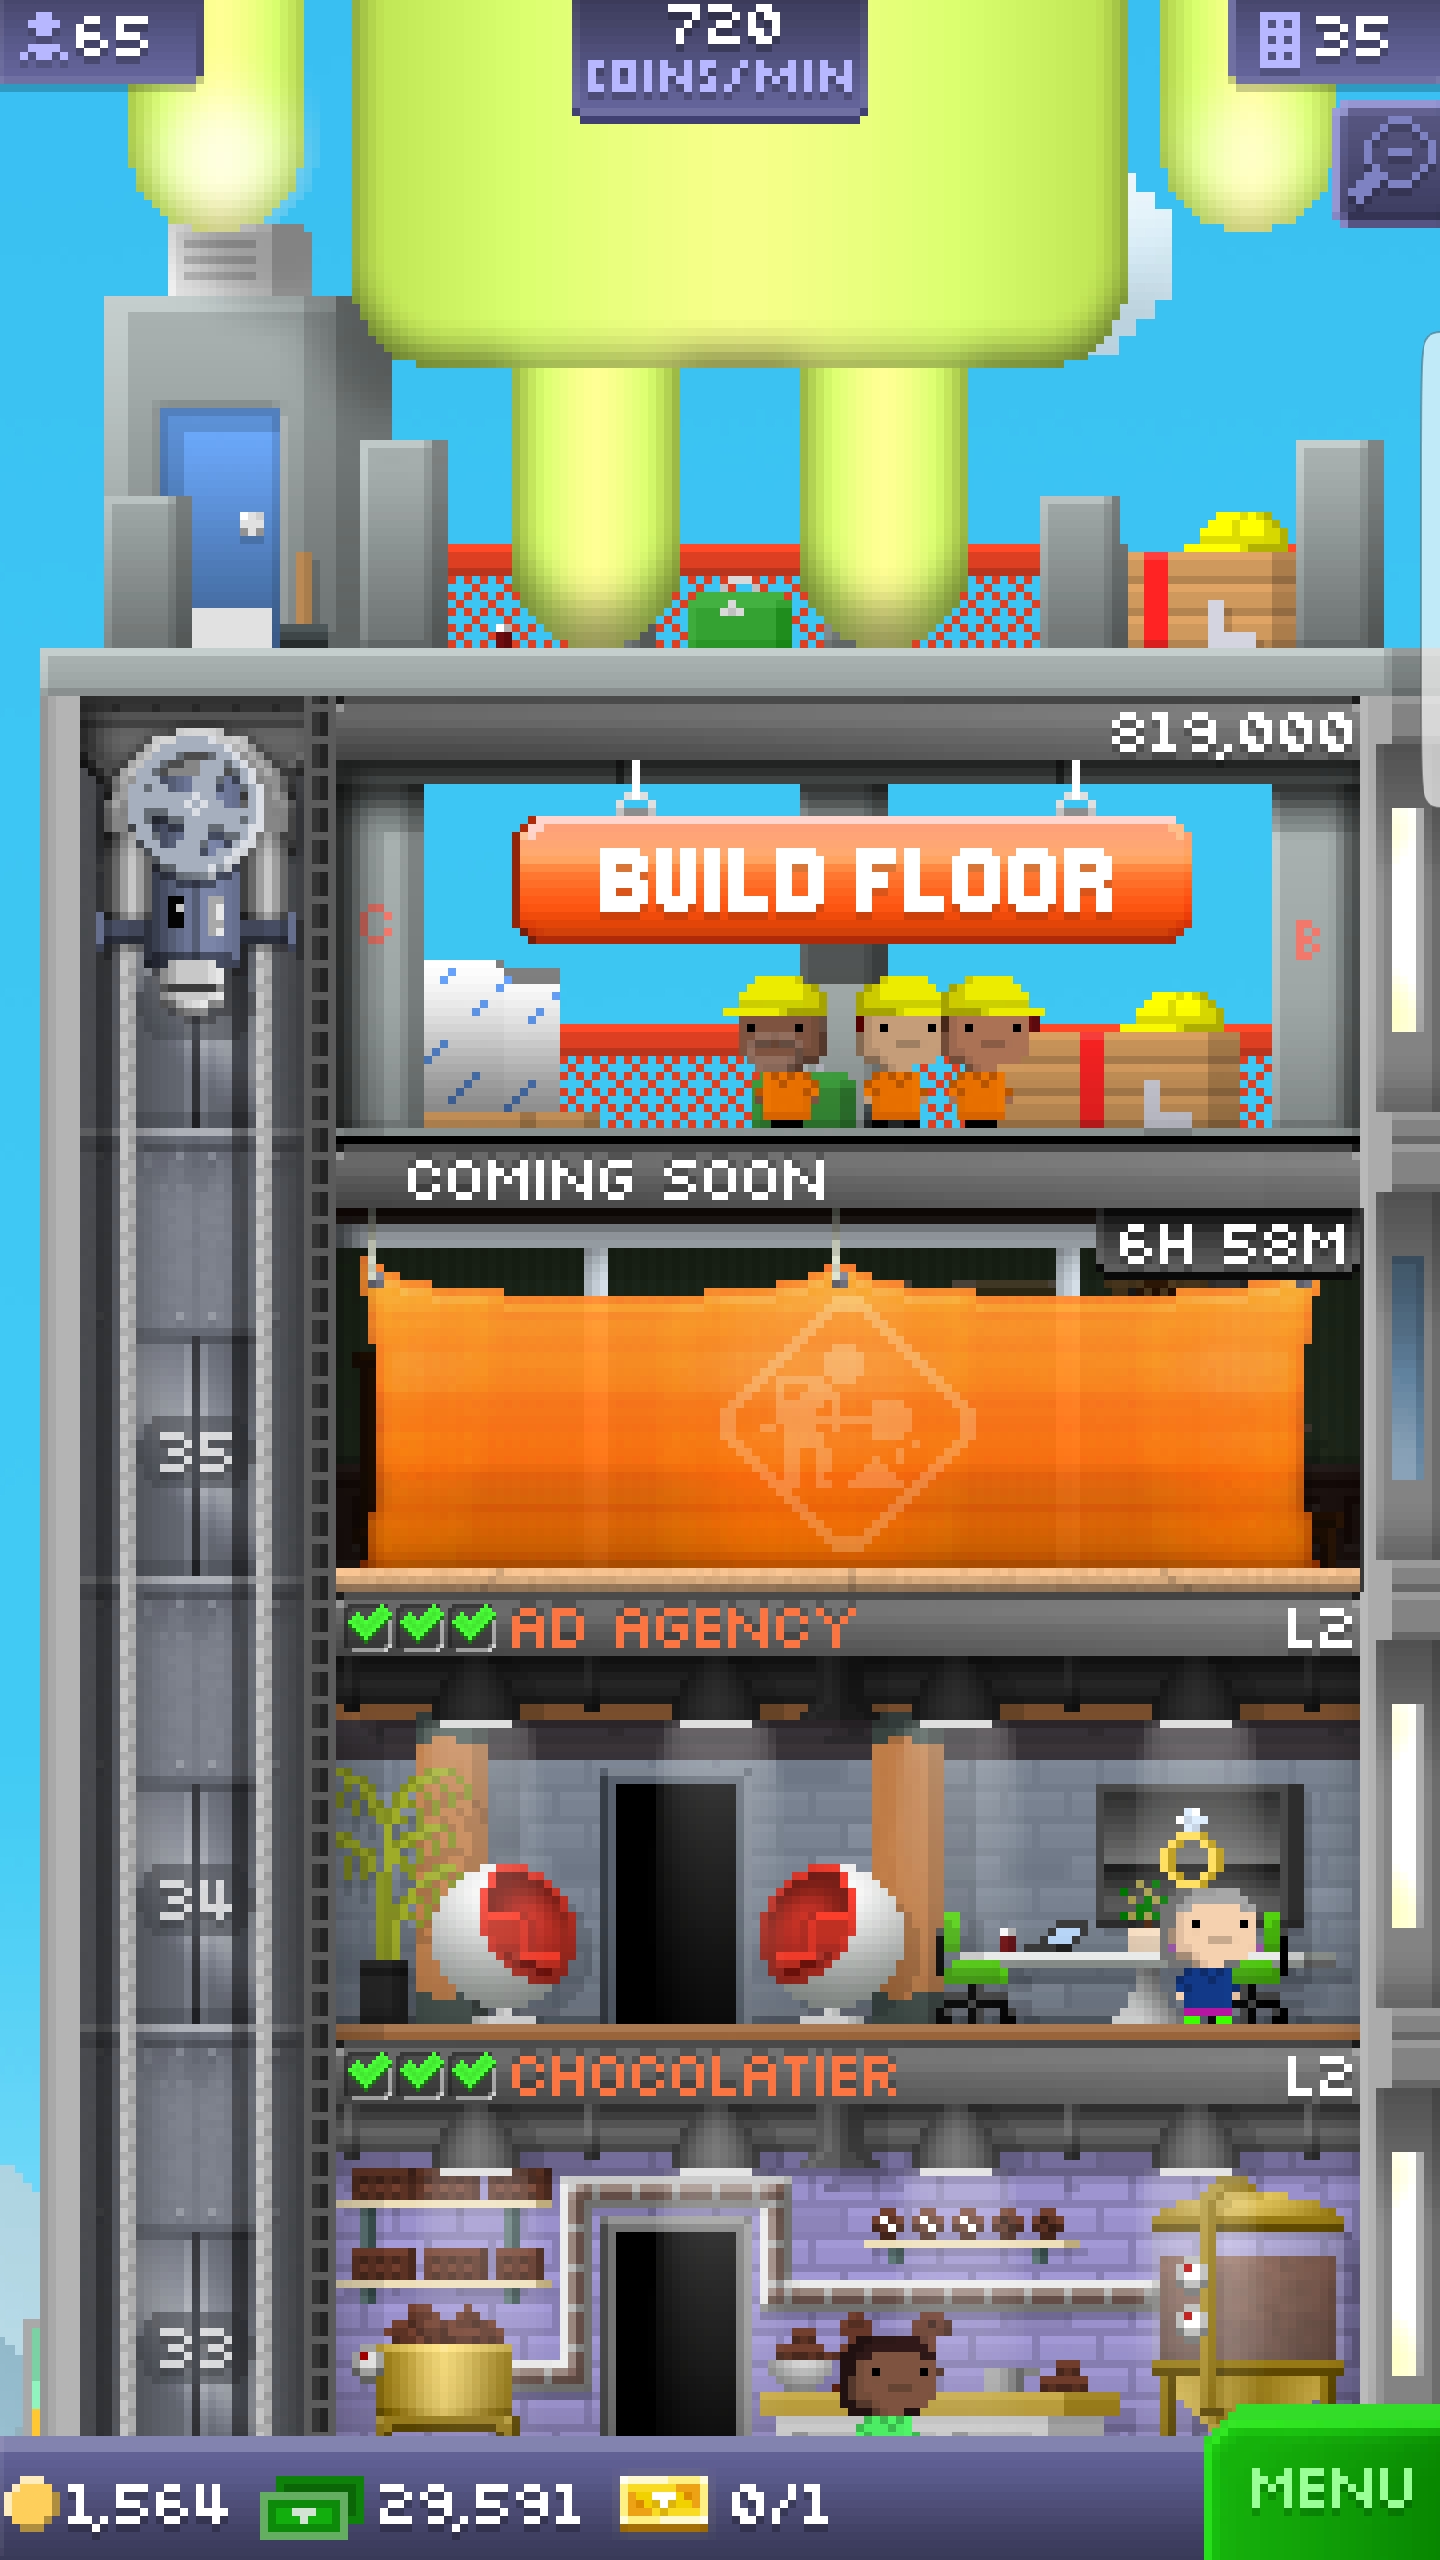 65
720
COINS/MIN
35
819,000
BUILD FLOOR
C
B
COMING SOON
6H 58M
35
AD AGENCY L2
34
CHOCOLATIER L2
33
1,564 29,591 0/1
MENU